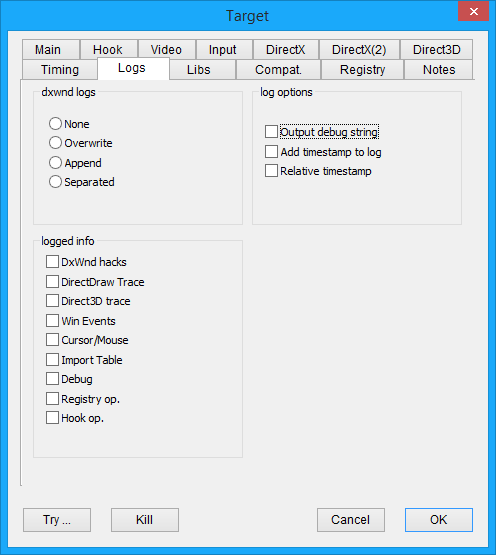 Target
Main Hook Video Input DirectX DirectX(2) Direct3D
Timing Logs Libs Compat. Registry Notes
dxwnd logs
None
Overwrite
Append
Separated
log options
Output debug string
Add timestamp to log
Relative timestamp
logged info
DxWnd hacks
DirectDraw Trace
Direct3D trace
Win Events
Cursor/Mouse
Import Table
Debug
Registry op.
Hook op.
Try ... Kill Cancel OK